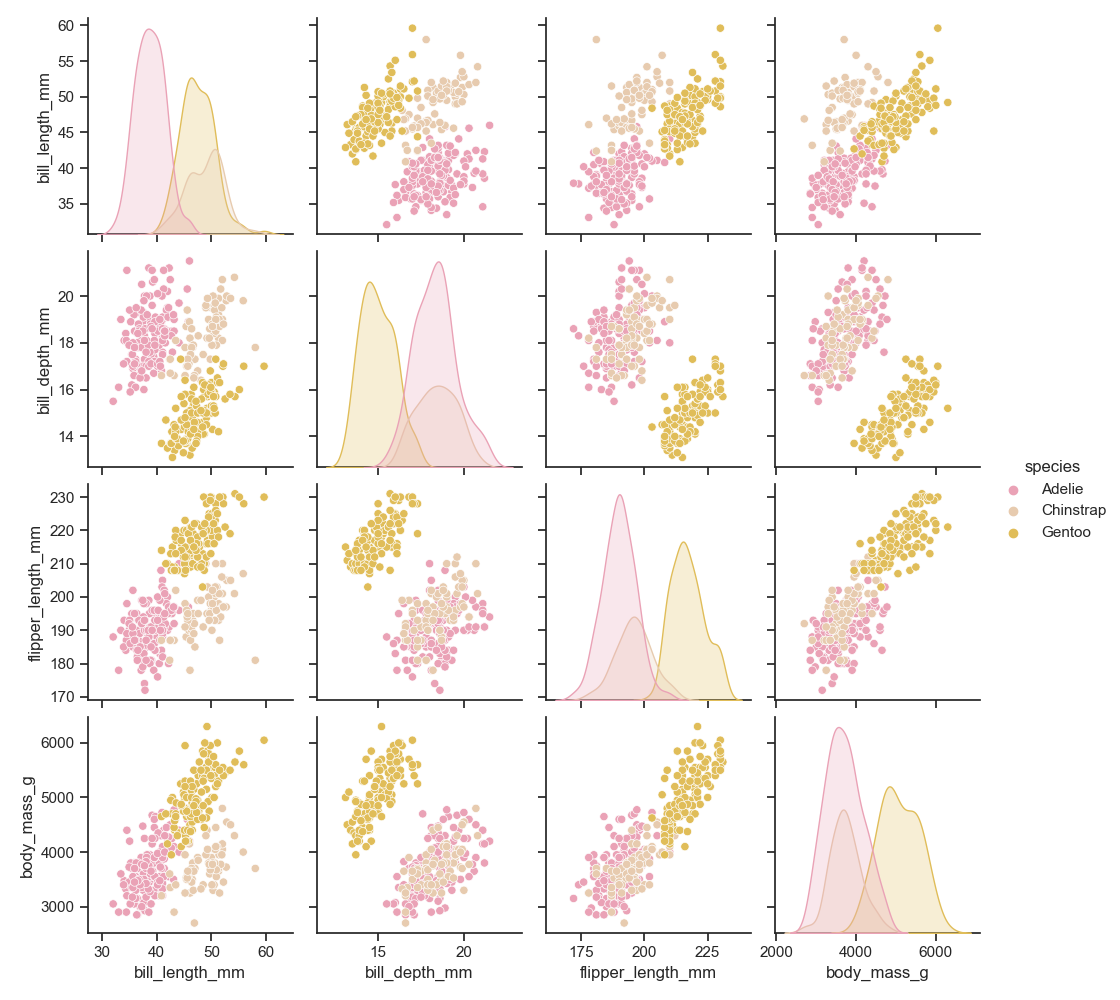 60
55
50
45
40
35
bill_length_mm
20
18
16
14
bill_depth_mm
species
Adelie
Chinstrap
Gentoo
230
220
210
200
190
180
170
flipper_length_mm
6000
5000
4000
3000
body_mass_g
30 40 50 60
bill_length_mm
15 20
bill_depth_mm
175 200 225
flipper_length_mm
2000 4000 6000
body_mass_g